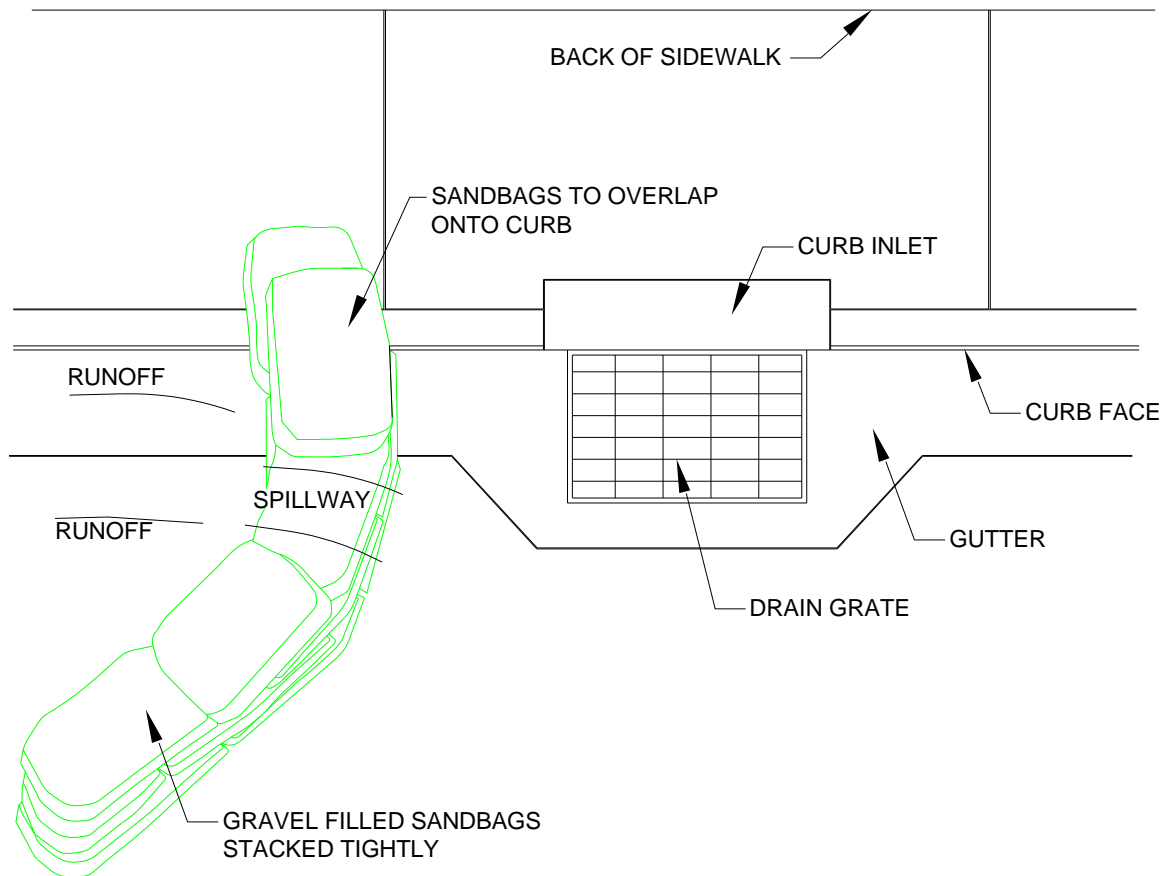 BACK OF SIDEWALK
SANDBAGS TO OVERLAP
ONTO CURB
CURB INLET
RUNOFF
CURB FACE
SPILLWAY
RUNOFF
GUTTER
DRAIN GRATE
GRAVEL FILLED SANDBAGS
STACKED TIGHTLY